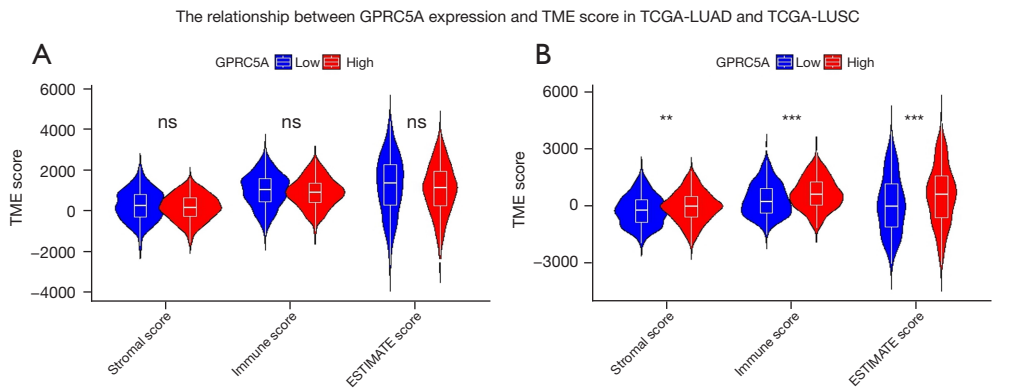 The relationship between GPRC5A expression and TME score in TCGA-LUAD and TCGA-LUSC
A
GPRC5A Low High
6000
4000
2000
0
−2000
−4000
TME score
ns
ns
ns
Stromal score
Immune score
ESTIMATE score
B
GPRC5A Low High
6000
3000
0
−3000
TME score
**
***
***
Stromal score
Immune score
ESTIMATE score